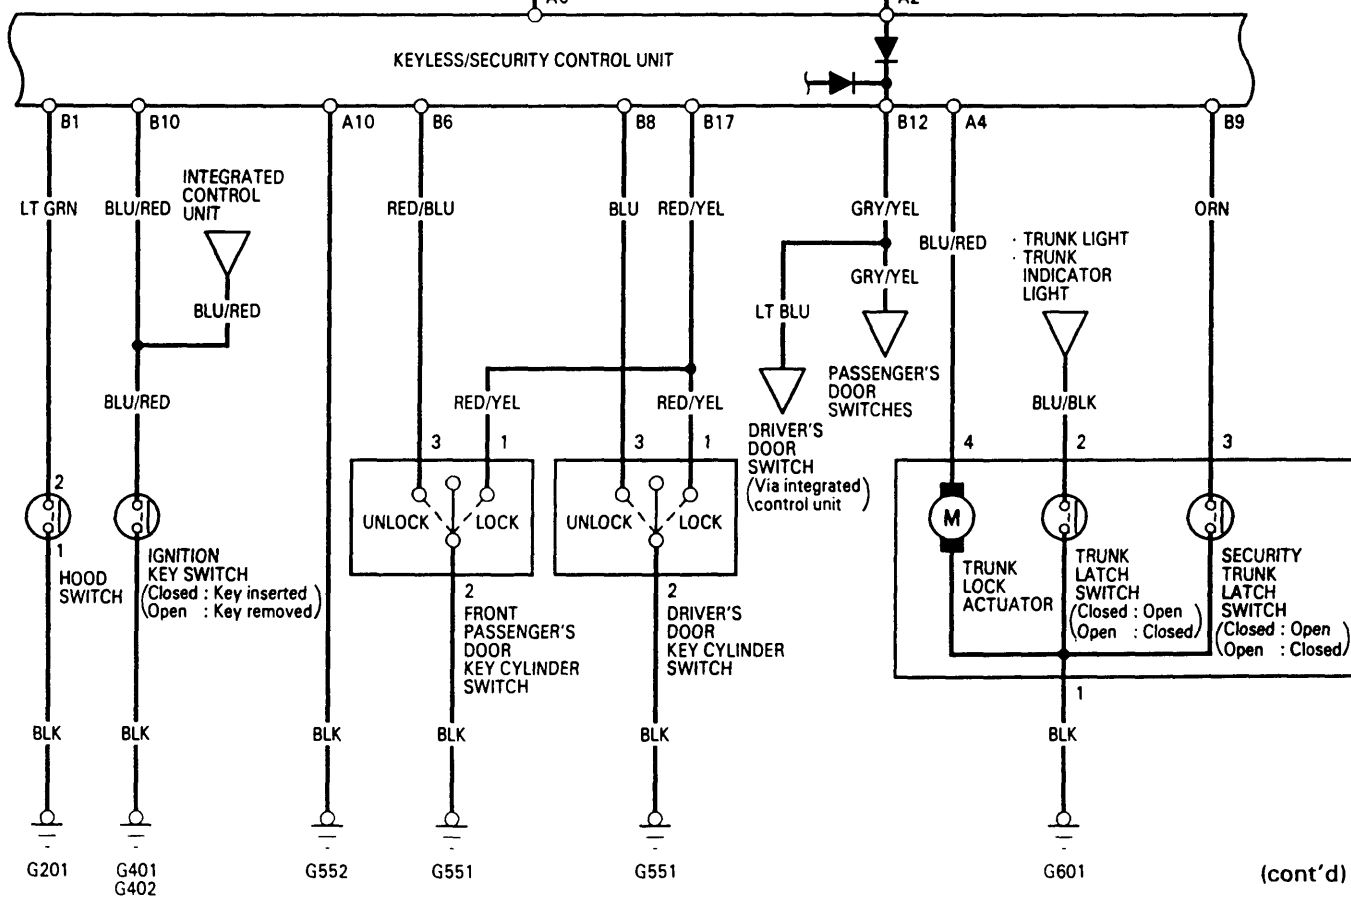 A2
KEYLESS/SECURITY CONTROL UNIT
B1 B10 A10 B6 B8 B17 B12 A4 B9
INTEGRATED
CONTROL
UNIT
LT GRN BLU/RED RED/BLU BLU RED/YEL GRY/YEL ORN
BLU/RED
· TRUNK LIGHT
· TRUNK
INDICATOR
LIGHT
GRY/YEL
BLU/RED
LT BLU
PASSENGER'S
DOOR
SWITCHES
BLU/RED RED/YEL RED/YEL BLU/BLK
DRIVER'S
DOOR
SWITCH
(Via integrated
control unit)
3 1 3 1 4 2 3
2
UNLOCK LOCK UNLOCK LOCK M
1
HOOD
SWITCH
IGNITION
KEY SWITCH
(Closed : Key inserted
Open : Key removed)
2
FRONT
PASSENGER'S
DOOR
KEY CYLINDER
SWITCH
2
DRIVER'S
DOOR
KEY CYLINDER
SWITCH
TRUNK
LOCK
ACTUATOR
TRUNK
LATCH
SWITCH
(Closed : Open
Open : Closed)
SECURITY
TRUNK
LATCH
SWITCH
(Closed : Open
Open : Closed)
1
BLK BLK BLK BLK BLK BLK
G201 G401 G552 G551 G551 G601
G402
(cont'd)